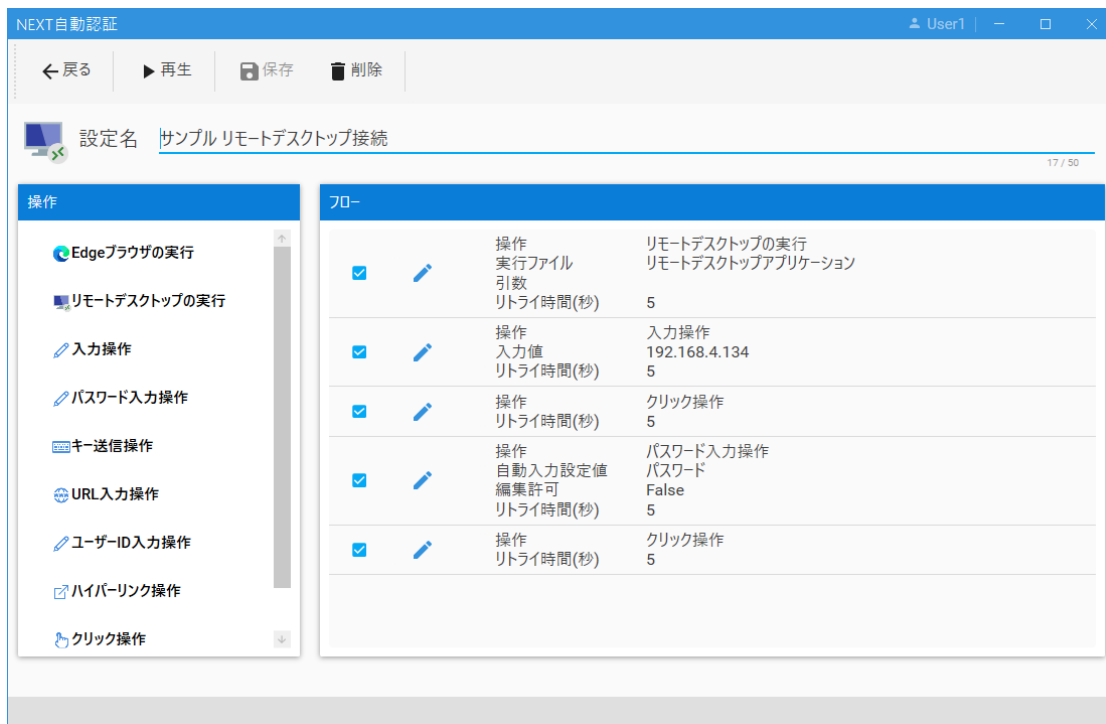 NEXT自動認証 User1
戻る 再生 保存 削除
設定名 サンプル リモートデスクトップ接続
17 / 50
操作
Edgeブラウザの実行
リモートデスクトップの実行
入力操作
パスワード入力操作
キー送信操作
URL入力操作
ユーザーID入力操作
ハイパーリンク操作
クリック操作
フロー
操作 リモートデスクトップの実行
実行ファイル リモートデスクトップアプリケーション
引数
リトライ時間(秒) 5
操作 入力操作
入力値 192.168.4.134
リトライ時間(秒) 5
操作 クリック操作
リトライ時間(秒) 5
操作 パスワード入力操作
自動入力設定値 パスワード
編集許可 False
リトライ時間(秒) 5
操作 クリック操作
リトライ時間(秒) 5